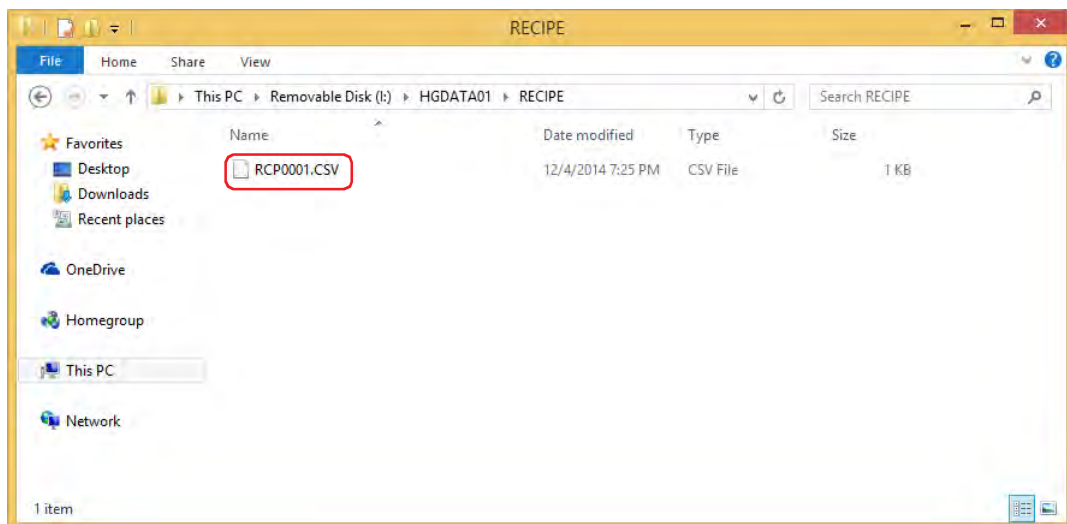 RECIPE
File Home Share View
This PC Removable Disk (I:) HGDATA01 RECIPE Search RECIPE
Name Date modified Type Size
Favorites
RCP0001.CSV 12/4/2014 7:25 PM CSV File 1 KB
Desktop
Downloads
Recent places
OneDrive
Homegroup
This PC
Network
1 item